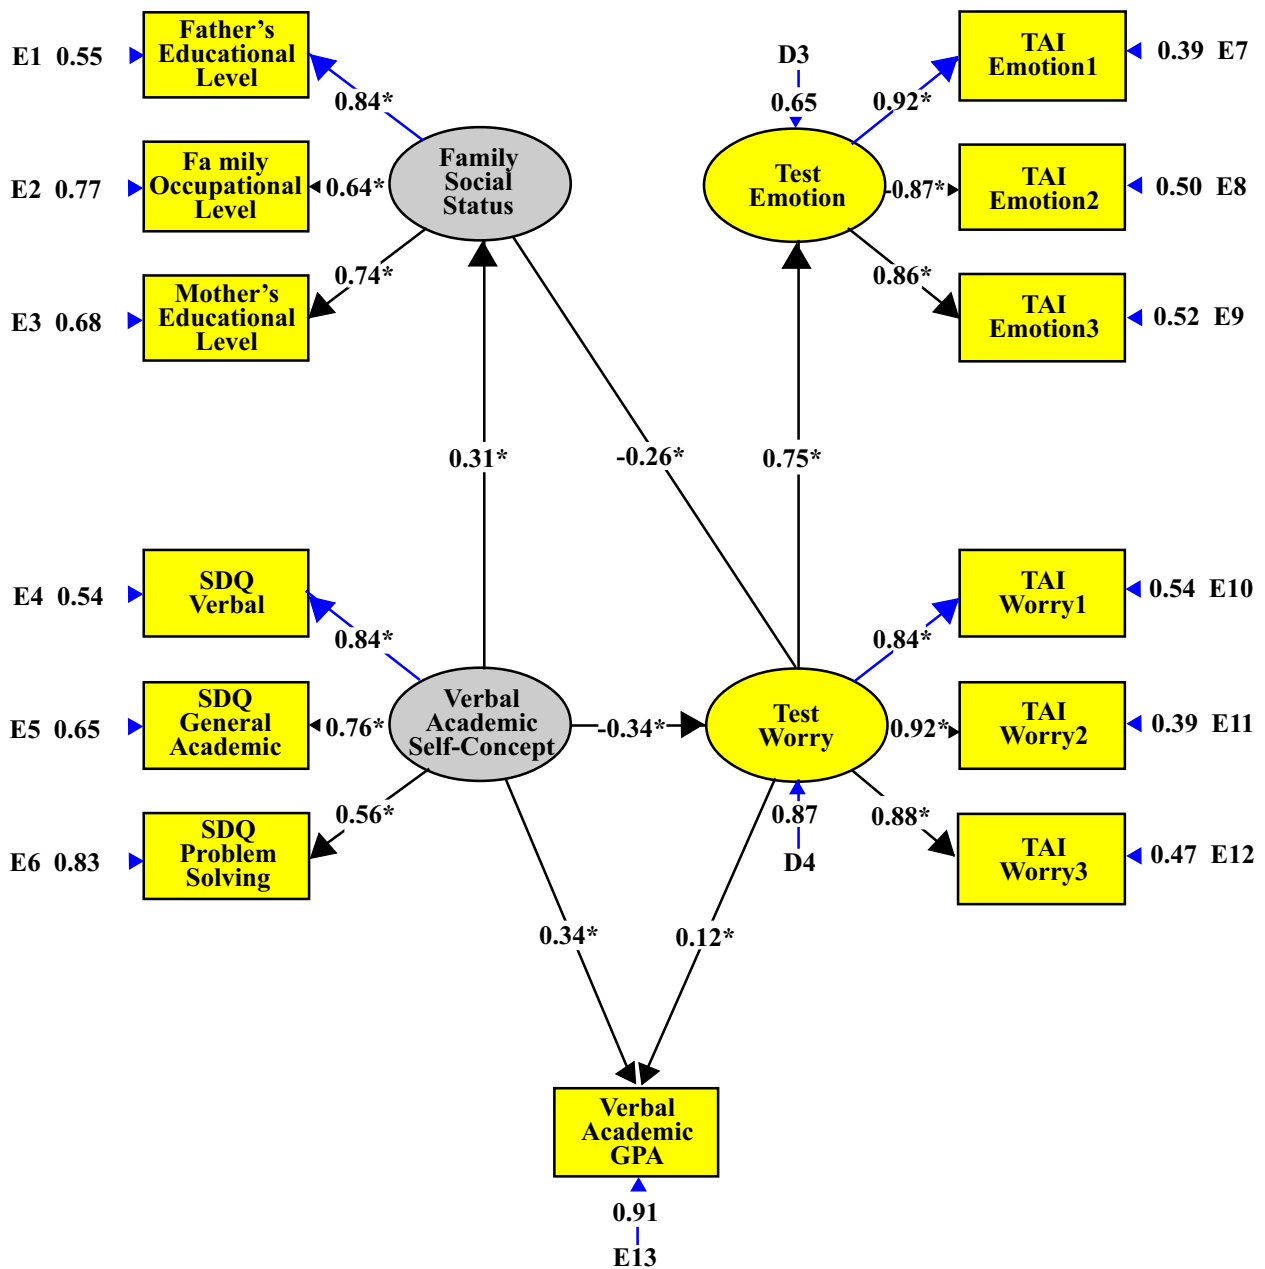 E1 0.55
Father's
Educational
Level
0.84*
E2 0.77
Fa mily
Occupational
Level
0.64*
E3 0.68
Mother's
Educational
Level
0.74*
Family
Social
Status
D3
0.65
Test
Emotion
0.92*
TAI
Emotion1
0.39 E7
-0.87*
TAI
Emotion2
0.50 E8
0.86*
TAI
Emotion3
0.52 E9
0.31*
-0.26*
0.75*
E4 0.54
SDQ
Verbal
0.84*
E5 0.65
SDQ
General
Academic
0.76*
E6 0.83
SDQ
Problem
Solving
0.56*
Verbal
Academic
Self-Concept
-0.34*
Test
Worry
0.87
D4
0.84*
TAI
Worry1
0.54 E10
0.92*
TAI
Worry2
0.39 E11
0.88*
TAI
Worry3
0.47 E12
0.34*
0.12*
Verbal
Academic
GPA
0.91
E13